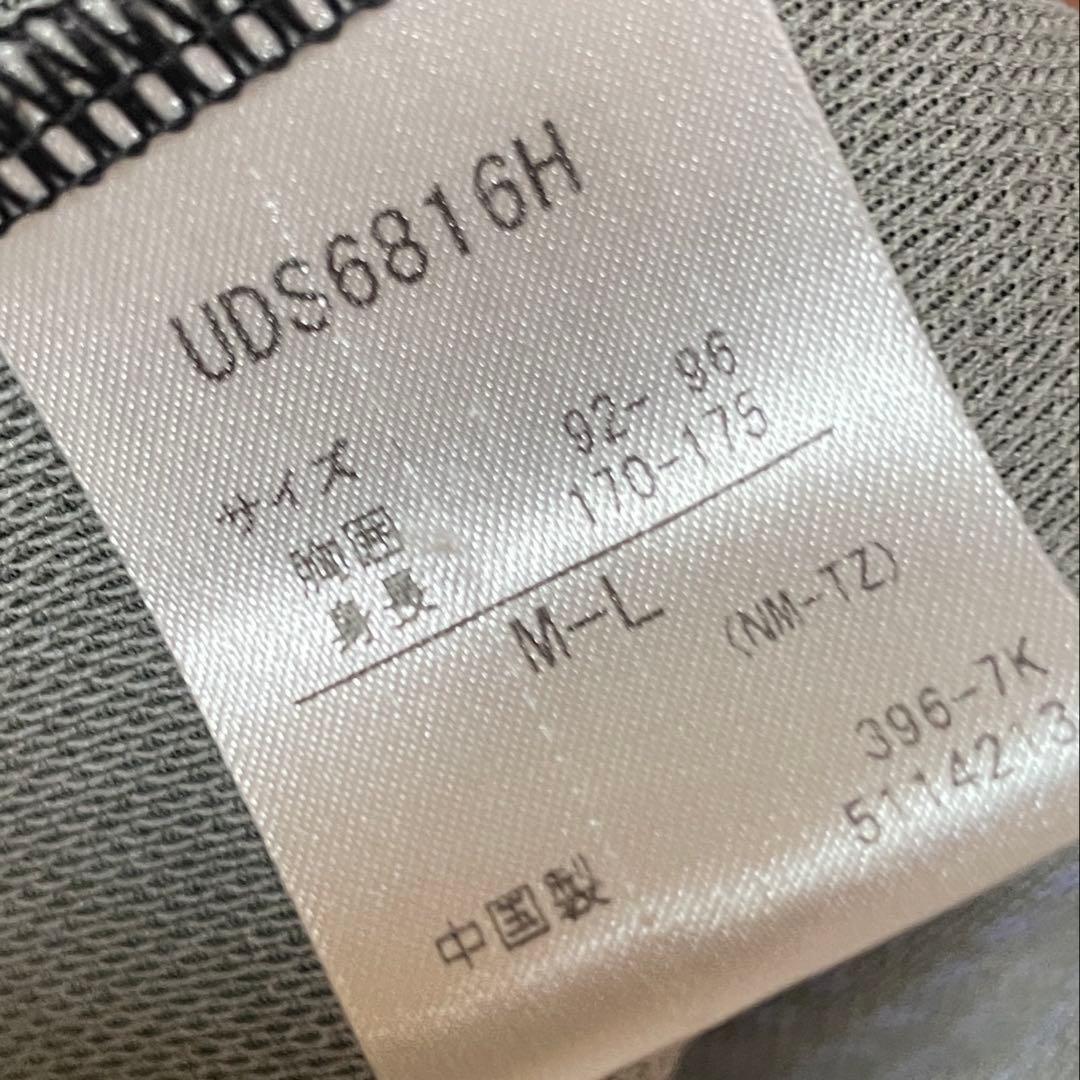 UDS6816H
サイズ
胸囲 92- 96
身長 170-175
M-L (NM-TZ)
396-7K
5114213
中国製